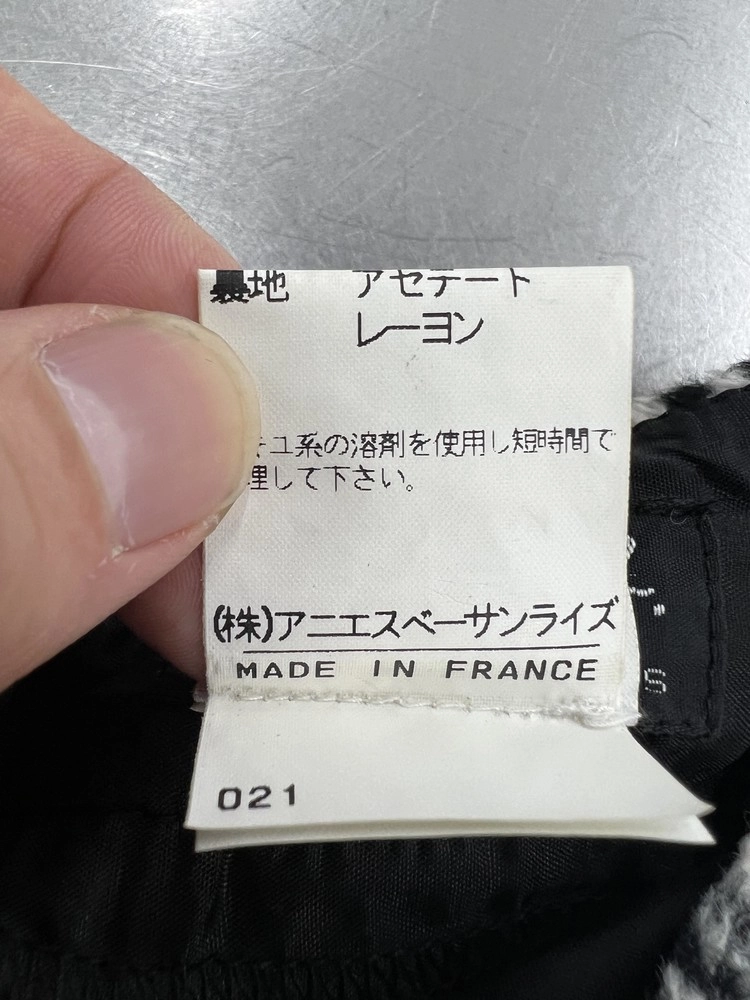 裏地 アセテート
レーヨン
ユ系の溶剤を使用し短時間で
理して下さい。
(株)アニエスベーサンライズ
MADE IN FRANCE
021